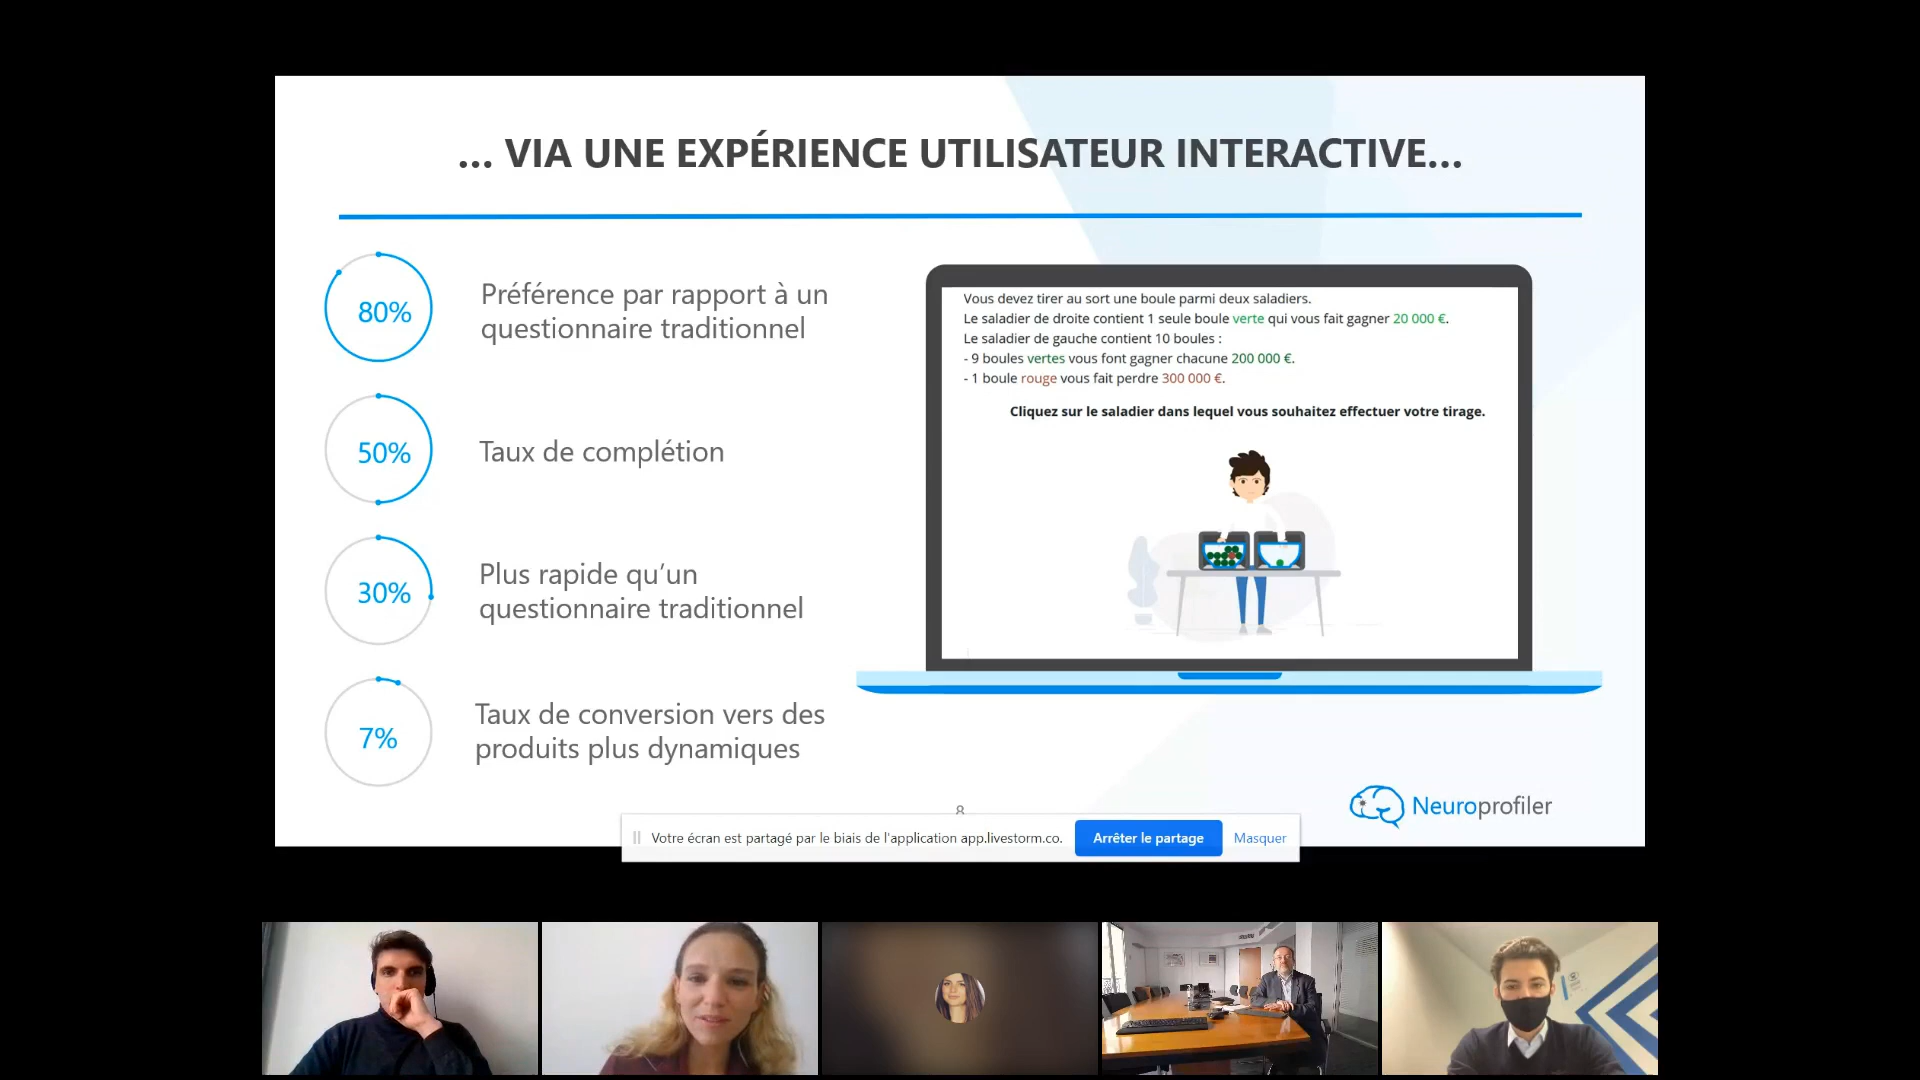 ... VIA UNE EXPÉRIENCE UTILISATEUR INTERACTIVE...
80%
Préférence par rapport à un
questionnaire traditionnel
50%
Taux de complétion
30%
Plus rapide qu’un
questionnaire traditionnel
7%
Taux de conversion vers des
produits plus dynamiques
Vous devez tirer au sort une boule parmi deux saladiers.
Le saladier de droite contient 1 seule boule verte qui vous fait gagner 20 000 €.
Le saladier de gauche contient 10 boules :
- 9 boules vertes vous font gagner chacune 200 000 €.
- 1 boule rouge vous fait perdre 300 000 €.
Cliquez sur le saladier dans lequel vous souhaitez effectuer votre tirage.
8
Neuroprofiler
Votre écran est partagé par le biais de l'application app.livestorm.co.
Arrêter le partage
Masquer